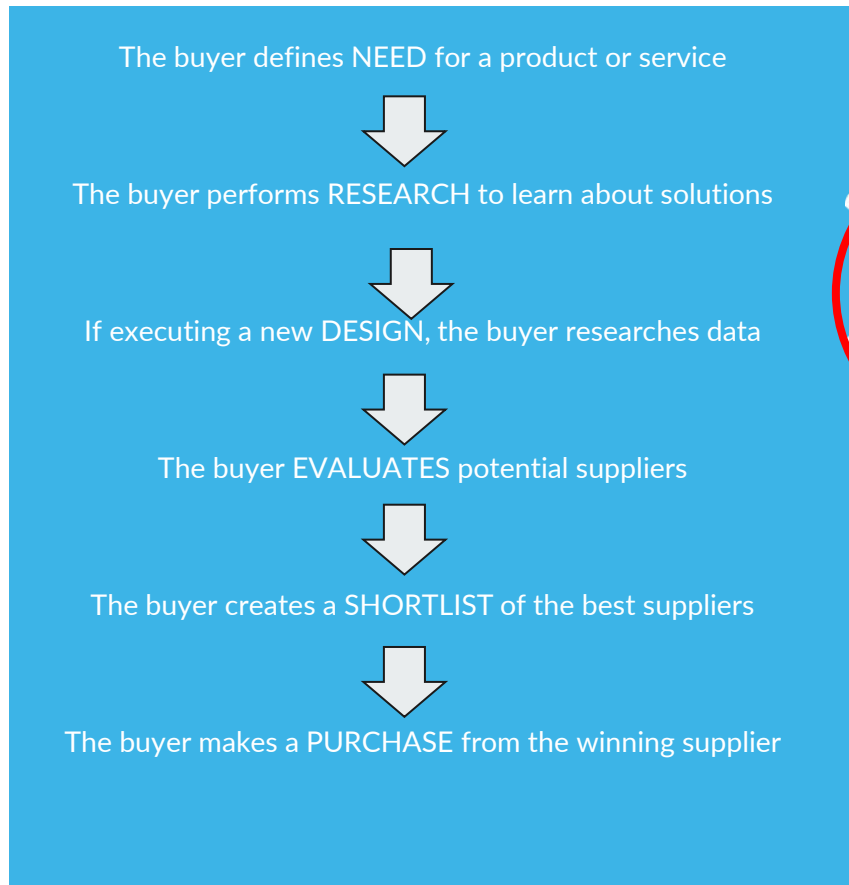 The buyer defines NEED for a product or service
The buyer performs RESEARCH to learn about solutions
If executing a new DESIGN, the buyer researches data
The buyer EVALUATES potential suppliers
The buyer creates a SHORTLIST of the best suppliers
The buyer makes a PURCHASE from the winning supplier